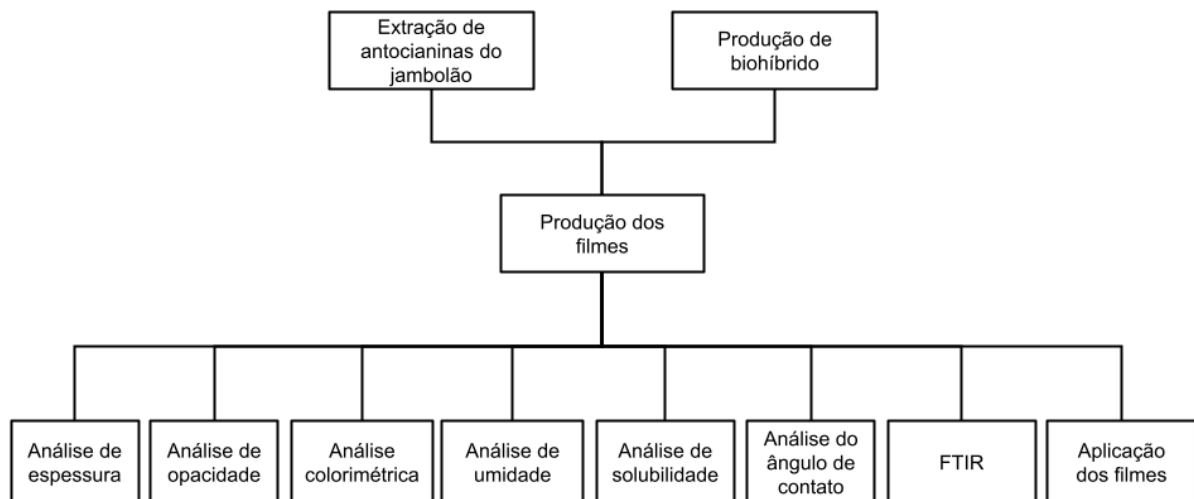 Extração de
antocianinas do
jambolão
Produção de
biohíbrido
Produção dos
filmes
Análise de
espessura
Análise de
opacidade
Análise
colorimétrica
Análise de
umidade
Análise de
solubilidade
Análise do
ângulo de
contato
FTIR
Aplicação
dos filmes